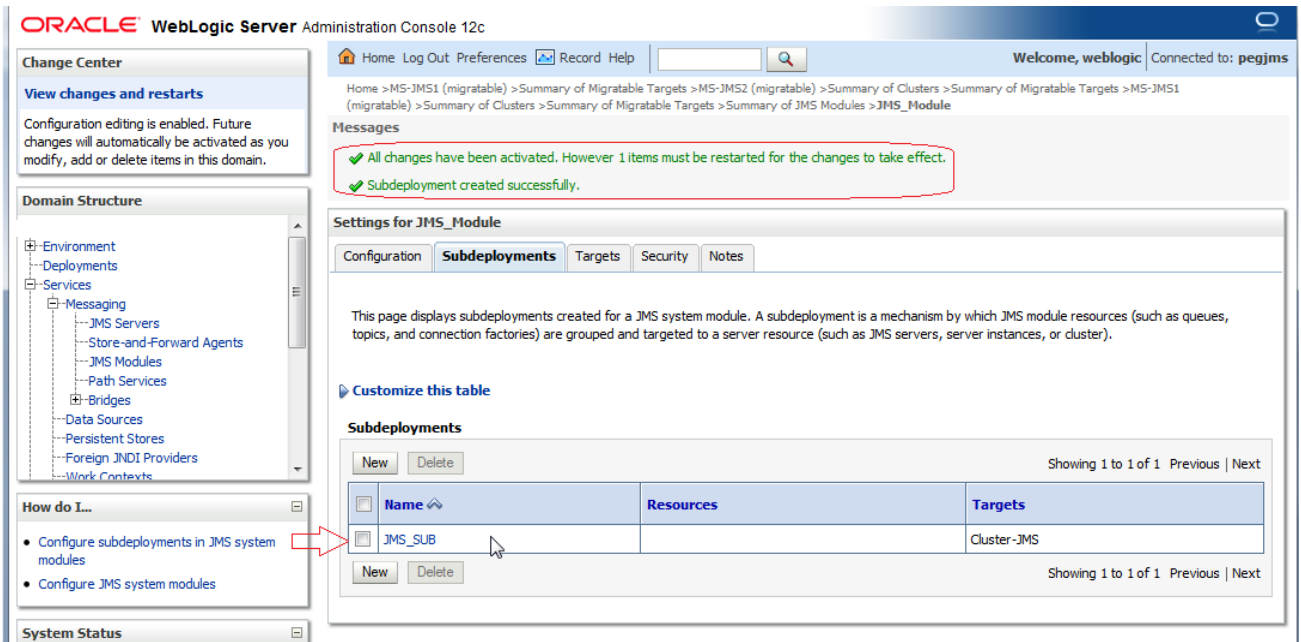 ORACLE WebLogic Server Administration Console 12c
Change Center
View changes and restarts
Configuration editing is enabled. Future
changes will automatically be activated as you
modify, add or delete items in this domain.
Domain Structure
Environment
Deployments
Services
Messaging
JMS Servers
Store-and-Forward Agents
JMS Modules
Path Services
Bridges
Data Sources
Persistent Stores
Foreign JNDI Providers
Work Contexts
How do I...
Configure subdeployments in JMS system
modules
Configure JMS system modules
System Status
Home Log Out Preferences Record Help
Welcome, weblogic Connected to: pegjms
Home >MS-JMS1 (migratable) >Summary of Migratable Targets >MS-JMS2 (migratable) >Summary of Clusters >Summary of Migratable Targets >MS-JMS1
(migratable) >Summary of Clusters >Summary of Migratable Targets >Summary of JMS Modules >JMS_Module
Messages
All changes have been activated. However 1 items must be restarted for the changes to take effect.
Subdeployment created successfully.
Settings for JMS_Module
Configuration Subdeployments Targets Security Notes
This page displays subdeployments created for a JMS system module. A subdeployment is a mechanism by which JMS module resources (such as queues,
topics, and connection factories) are grouped and targeted to a server resource (such as JMS servers, server instances, or cluster).
Customize this table
Subdeployments
New Delete Showing 1 to 1 of 1 Previous | Next
Name Resources Targets
JMS_SUB Cluster-JMS
New Delete Showing 1 to 1 of 1 Previous | Next